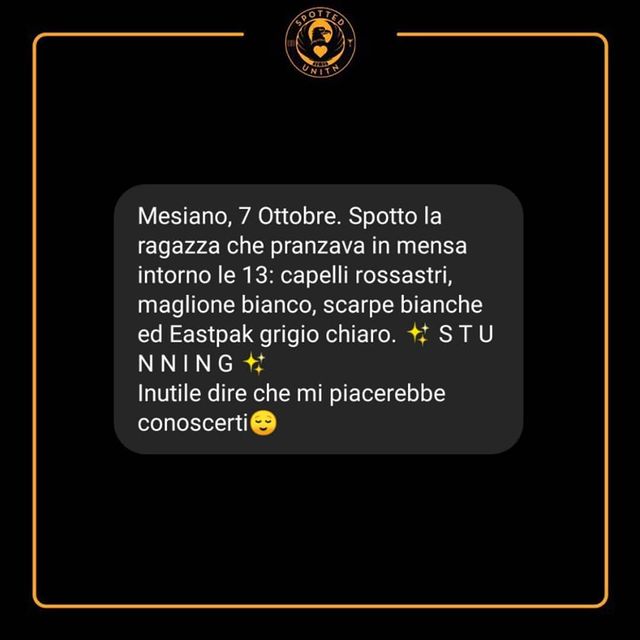 SPOTTED
UNITN
Mesiano, 7 Ottobre. Spotto la
ragazza che pranzava in mensa
intorno le 13: capelli rossastri,
maglione bianco, scarpe bianche
ed Eastpak grigio chiaro. ✨ S T U
N N I N G ✨
Inutile dire che mi piacerebbe
conoscerti😌